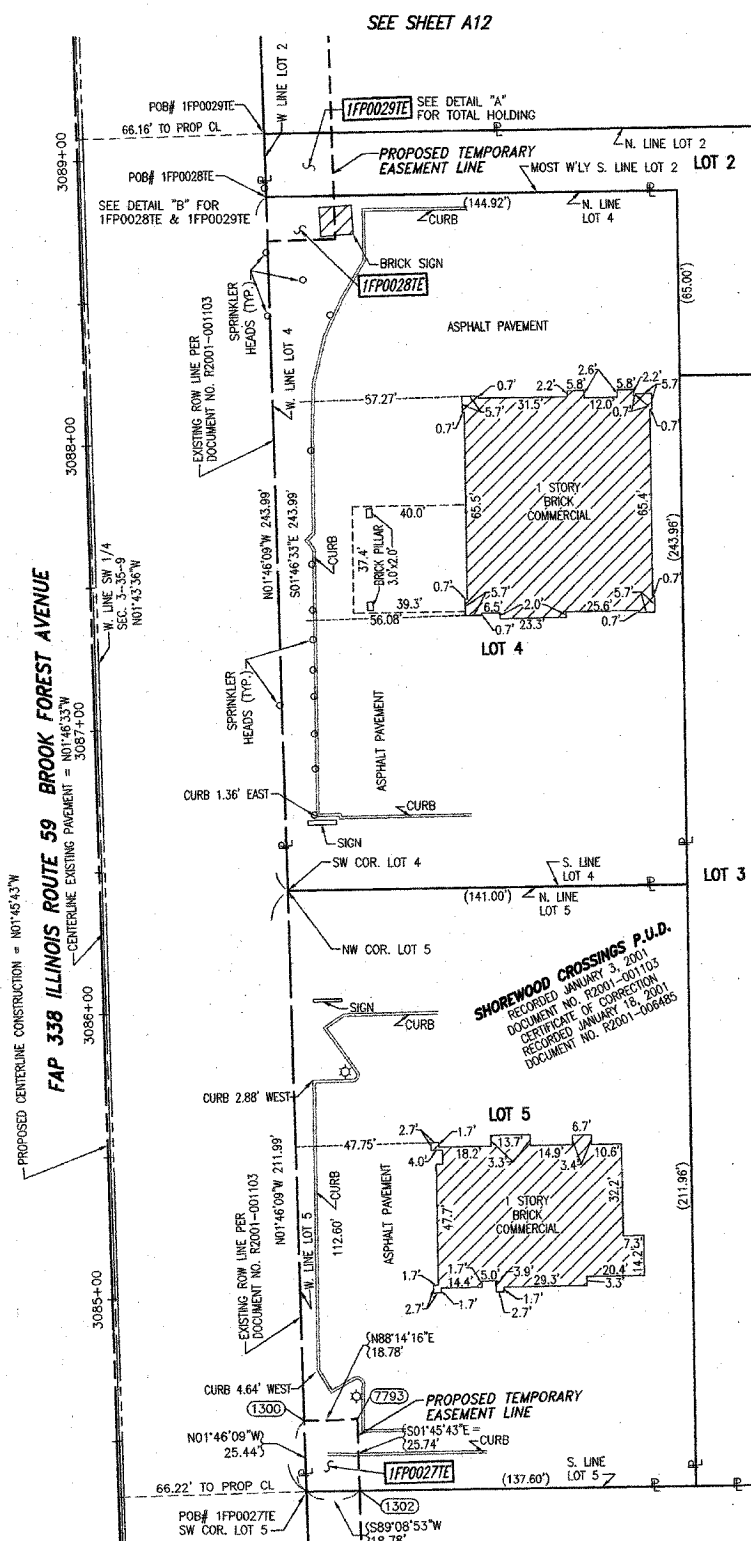 SEE SHEET A12
W LINE LOT 2
POB# 1FP0029TE
1FP0029TE
SEE DETAIL "A"
FOR TOTAL HOLDING
66.16' TO PROP CL
N. LINE
LOT 2
PROPOSED TEMPORARY
EASEMENT LINE
MOST W'LY S. LINE LOT 2
LOT 2
3089+00
POB# 1FP0028TE
SEE DETAIL "B" FOR
1FP0028TE & 1FP0029TE
(144.92')
N. LINE
LOT 4
CURB
BRICK SIGN
1FP0028TE
(65.00')
SPRINKLER
HEADS (TYP.)
ASPHALT PAVEMENT
EXISTING ROW LINE PER
DOCUMENT NO. R2001-001103
W. LINE LOT 4
57.27'
0.7'
5.7'
31.5'
2.2'
5.8'
2.6'
12.0'
5.8'
2.2'
5.7'
0.7'
0.7'
0.7'
3088+00
1 STORY
BRICK
COMMERCIAL
65.5'
65.4'
40.0'
37.4'
BRICK PILLAR
3.0'x2.0'
39.3'
56.08'
N01°46'09"W 243.99'
S01°46'33"E 243.99'
CURB
(243.96')
0.7'
5.7'
6.5'
0.7'
2.0'
23.3'
25.6'
5.7'
0.7'
0.7'
LOT 4
W. LINE SW 1/4
SEC. 3-35-9
N01°43'36"W
FAP 338 ILLINOIS ROUTE 59 BROOK FOREST AVENUE
CENTERLINE EXISTING PAVEMENT = N01°46'33"W
PROPOSED CENTERLINE CONSTRUCTION = N01°45'43"W
3087+00
SPRINKLER
HEADS (TYP.)
ASPHALT PAVEMENT
CURB 1.36' EAST
CURB
SIGN
SW COR. LOT 4
S. LINE
LOT 4
(141.00')
N. LINE
LOT 5
LOT 3
NW COR. LOT 5
SHOREWOOD CROSSINGS P.U.D.
RECORDED JANUARY 3, 2001
DOCUMENT NO. R2001-001103
CERTIFICATE OF CORRECTION
RECORDED JANUARY 18, 2001
DOCUMENT NO. R2001-006485
3086+00
SIGN
CURB
CURB 2.88' WEST
LOT 5
47.75'
2.7'
1.7'
4.0'
18.2'
13.7'
3.3'
14.9'
6.7'
3.4'
10.6'
32.2'
47.7'
1 STORY
BRICK
COMMERCIAL
7.3'
14.2'
20.4'
3.3'
29.3'
3.9'
5.0'
1.7'
14.4'
1.7'
2.7'
1.7'
1.7'
2.7'
(211.96')
N01°46'09"W 211.99'
W. LINE LOT 5
112.60'
CURB
ASPHALT PAVEMENT
EXISTING ROW LINE PER
DOCUMENT NO. R2001-001103
3085+00
N88°14'16"E
18.78'
CURB 4.64' WEST
1300
7793
PROPOSED TEMPORARY
EASEMENT LINE
N01°46'09"W
25.44'
S01°45'43"E =
25.74'
CURB
1FP0027TE
S. LINE
LOT 5
66.22' TO PROP CL
(137.60')
POB# 1FP0027TE
SW COR. LOT 5
1302
S89°08'53"W
18.78'